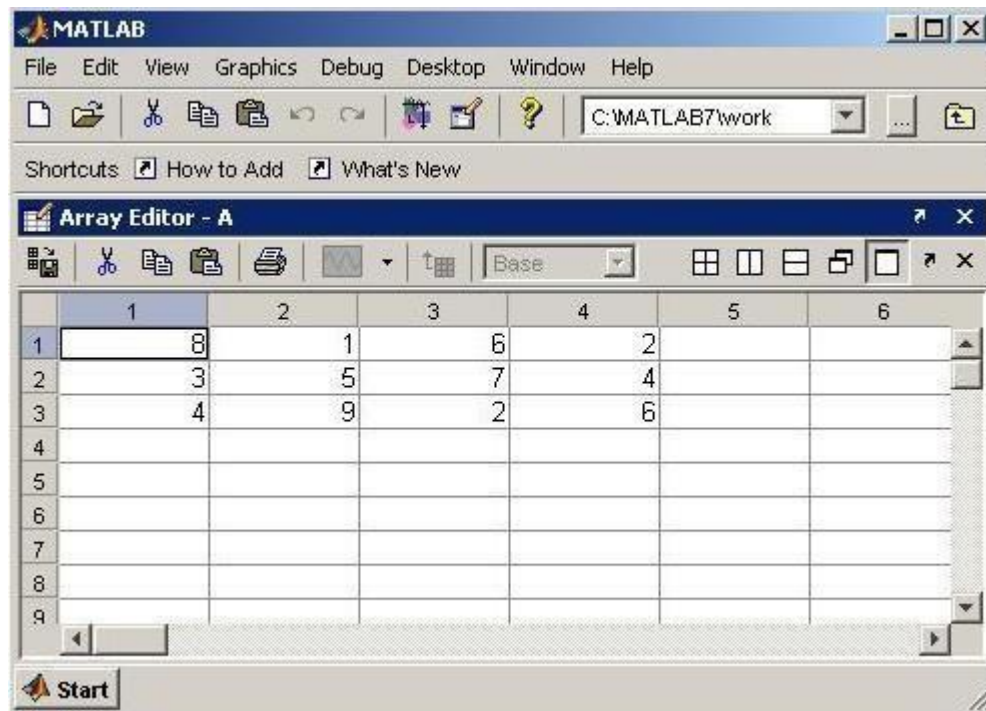 MATLAB
File Edit View Graphics Debug Desktop Window Help
C:\MATLAB7\work ...
Shortcuts How to Add What's New
Array Editor - A
Base
1 2 3 4 5 6
1 8 1 6 2
2 3 5 7 4
3 4 9 2 6
4
5
6
7
8
9
Start